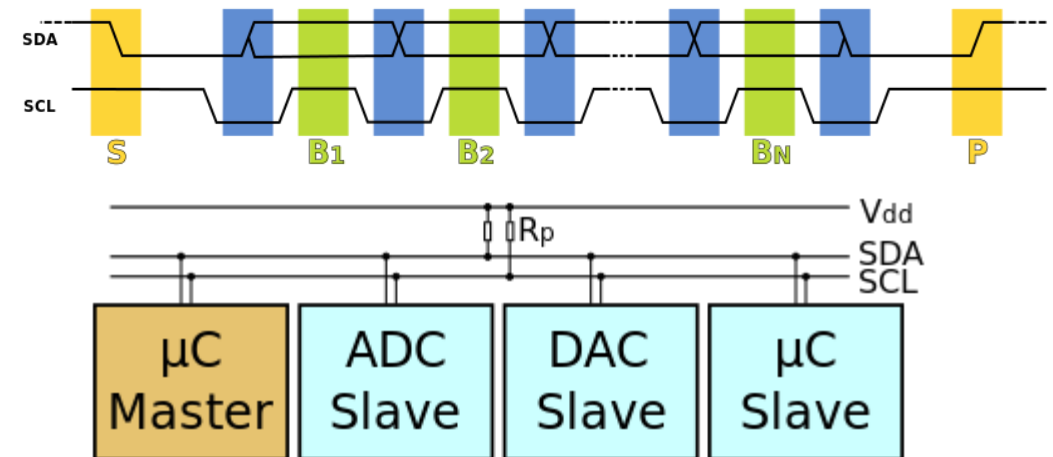 SDA
SCL
S B1 B2 BN P
Vdd
Rp
SDA
SCL
µC Master
ADC Slave
DAC Slave
µC Slave